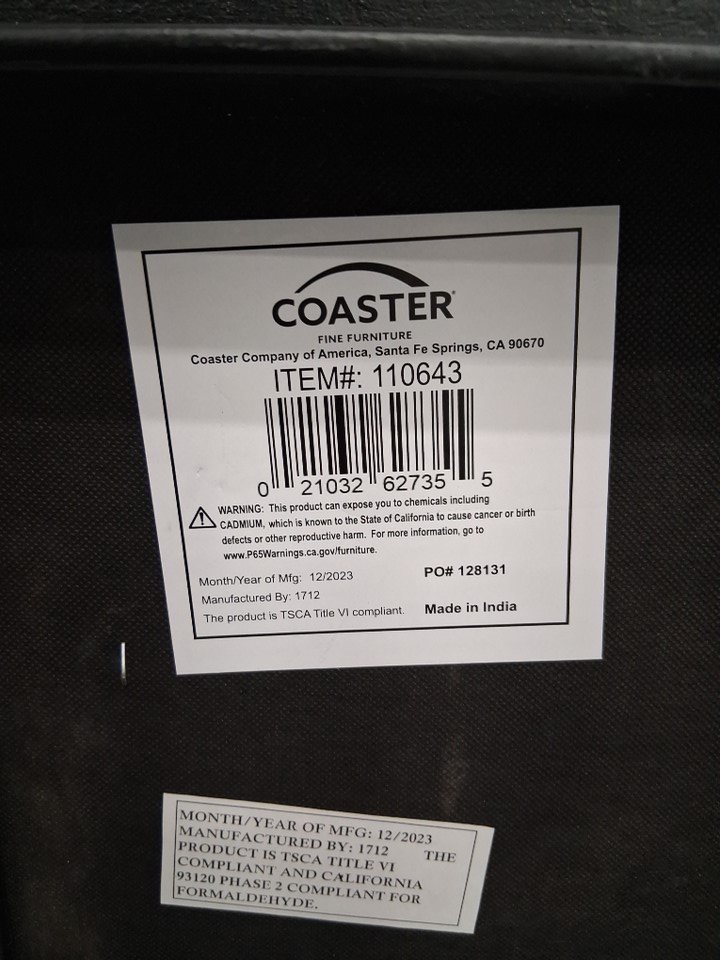 COASTER®
FINE FURNITURE
Coaster Company of America, Santa Fe Springs, CA 90670
ITEM#: 110643
0 21032 62735 5
WARNING: This product can expose you to chemicals including
CADMIUM, which is known to the State of California to cause cancer or birth
defects or other reproductive harm. For more information, go to
www.P65Warnings.ca.gov/furniture.
Month/Year of Mfg: 12/2023 PO# 128131
Manufactured By: 1712
The product is TSCA Title VI compliant. Made in India
MONTH/YEAR OF MFG: 12/2023
MANUFACTURED BY: 1712 THE
PRODUCT IS TSCA TITLE VI
COMPLIANT AND CALIFORNIA
93120 PHASE 2 COMPLIANT FOR
FORMALDEHYDE.